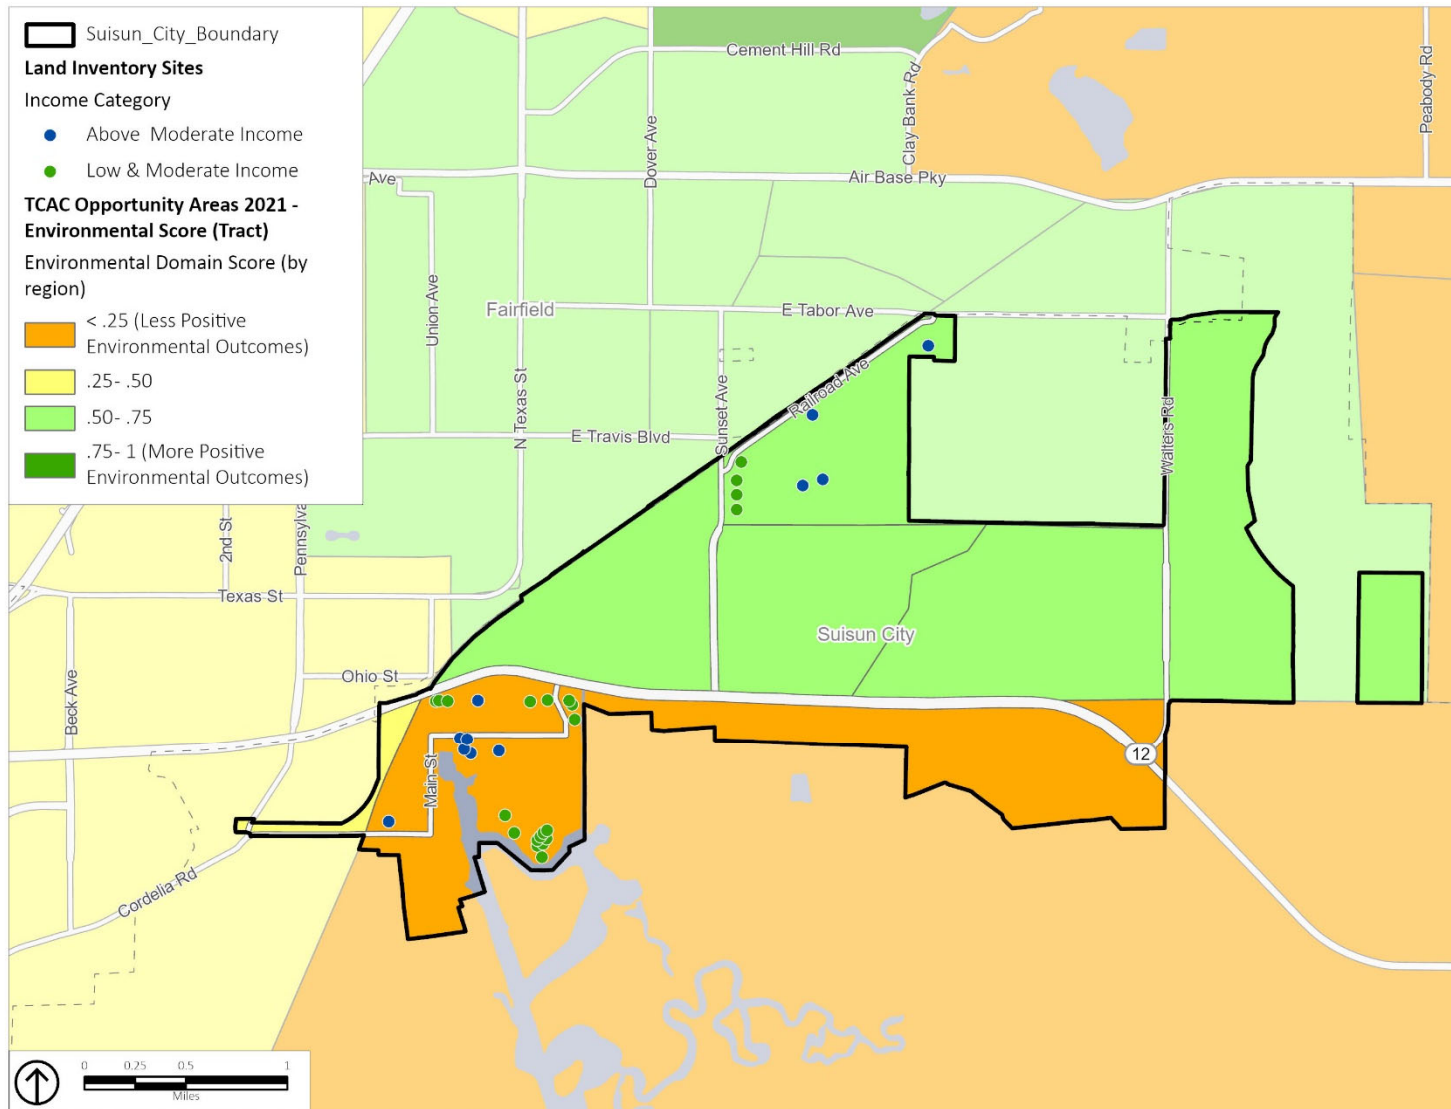 Suisun_City_Boundary
Land Inventory Sites
Income Category
Above Moderate Income
Low & Moderate Income
TCAC Opportunity Areas 2021 -
Environmental Score (Tract)
Environmental Domain Score (by
region)
< .25 (Less Positive
Environmental Outcomes)
.25- .50
.50- .75
.75- 1 (More Positive
Environmental Outcomes)
Cement Hill Rd
Clay Bank Rd
Peabody Rd
Dover Ave
Ave
Air Base Pky
Union Ave
Fairfield
E Tabor Ave
N Texas St
Railroad Ave
Sunset Ave
E Travis Blvd
Walters Rd
2nd St
Pennsylva
Texas St
Suisun City
Ohio St
Beck Ave
Main St
12
Cordelia Rd
0 0.25 0.5 1
Miles